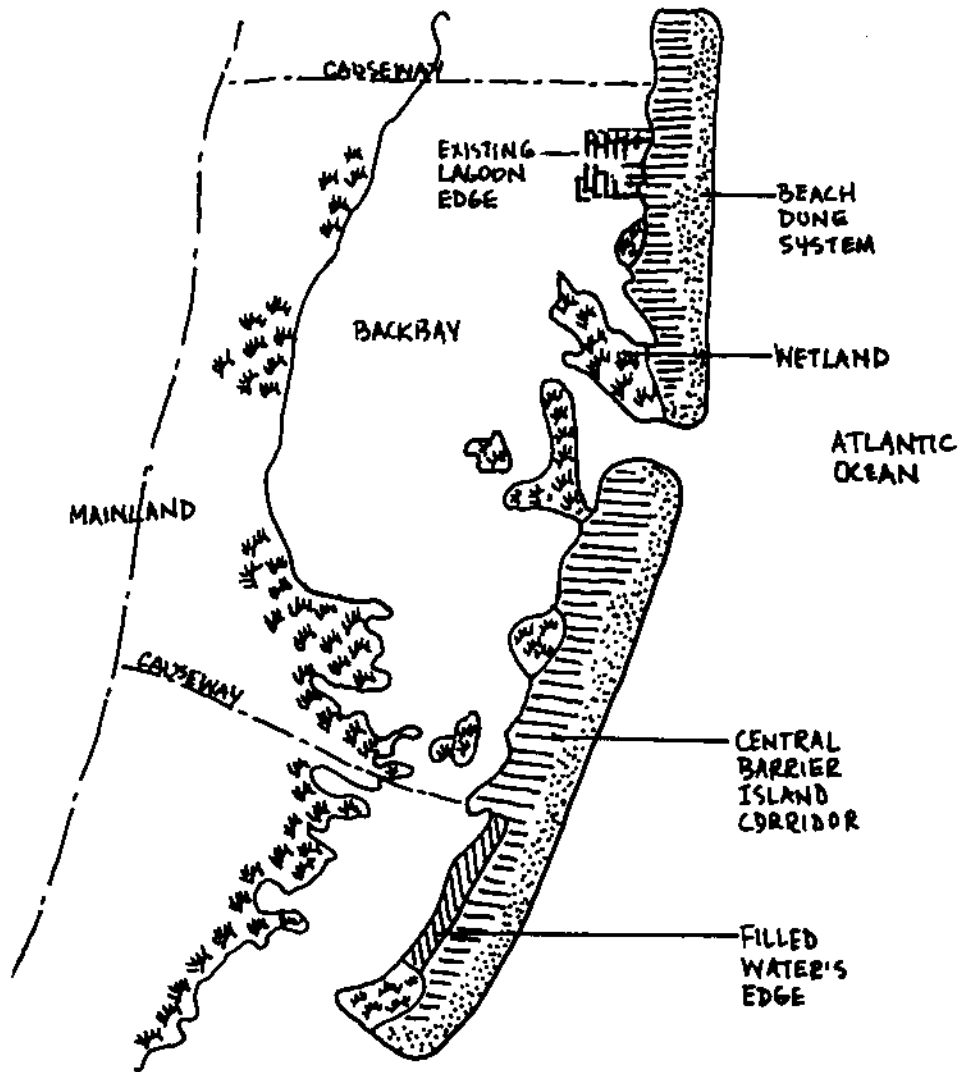 CAUSEWAY
EXISTING
LAGOON
EDGE
BEACH
DUNE
SYSTEM
BACKBAY
WETLAND
ATLANTIC
OCEAN
MAINLAND
CAUSEWAY
CENTRAL
BARRIER
ISLAND
CORRIDOR
FILLED
WATER'S
EDGE